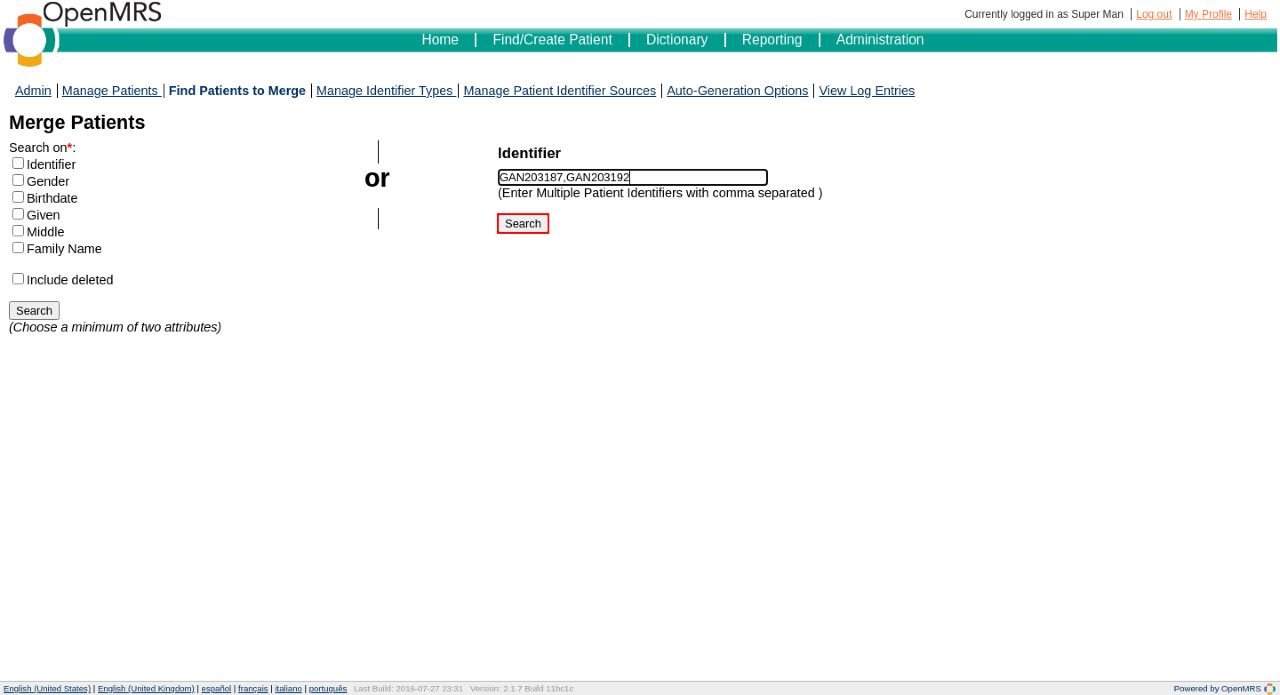 OpenMRS
Currently logged in as Super Man | Log out | My Profile | Help
Home | Find/Create Patient | Dictionary | Reporting | Administration
Admin | Manage Patients | Find Patients to Merge | Manage Identifier Types | Manage Patient Identifier Sources | Auto-Generation Options | View Log Entries
Merge Patients
Search on*:
Identifier
Gender
Birthdate
Given
Middle
Family Name
Include deleted
Search
(Choose a minimum of two attributes)
or
Identifier
GAN203187,GAN203192
(Enter Multiple Patient Identifiers with comma separated )
Search
English (United States) | English (United Kingdom) | español | français | italiano | português Last Build: 2016-07-27 23:31 Version: 2.1.7 Build 11bc1c Powered by OpenMRS